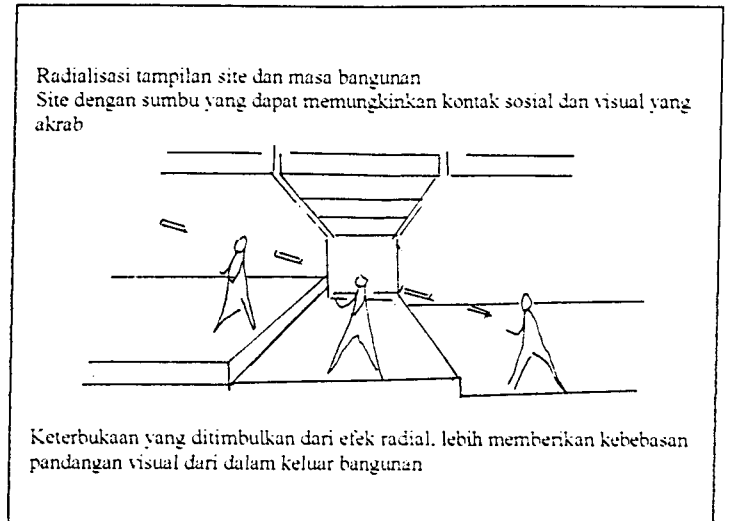 Radialisasi tampilan site dan masa bangunan
Site dengan sumbu yang dapat memungkinkan kontak sosial dan visual yang
akrab
Keterbukaan yang ditimbulkan dari efek radial. lebih memberikan kebebasan
pandangan visual dari dalam keluar bangunan